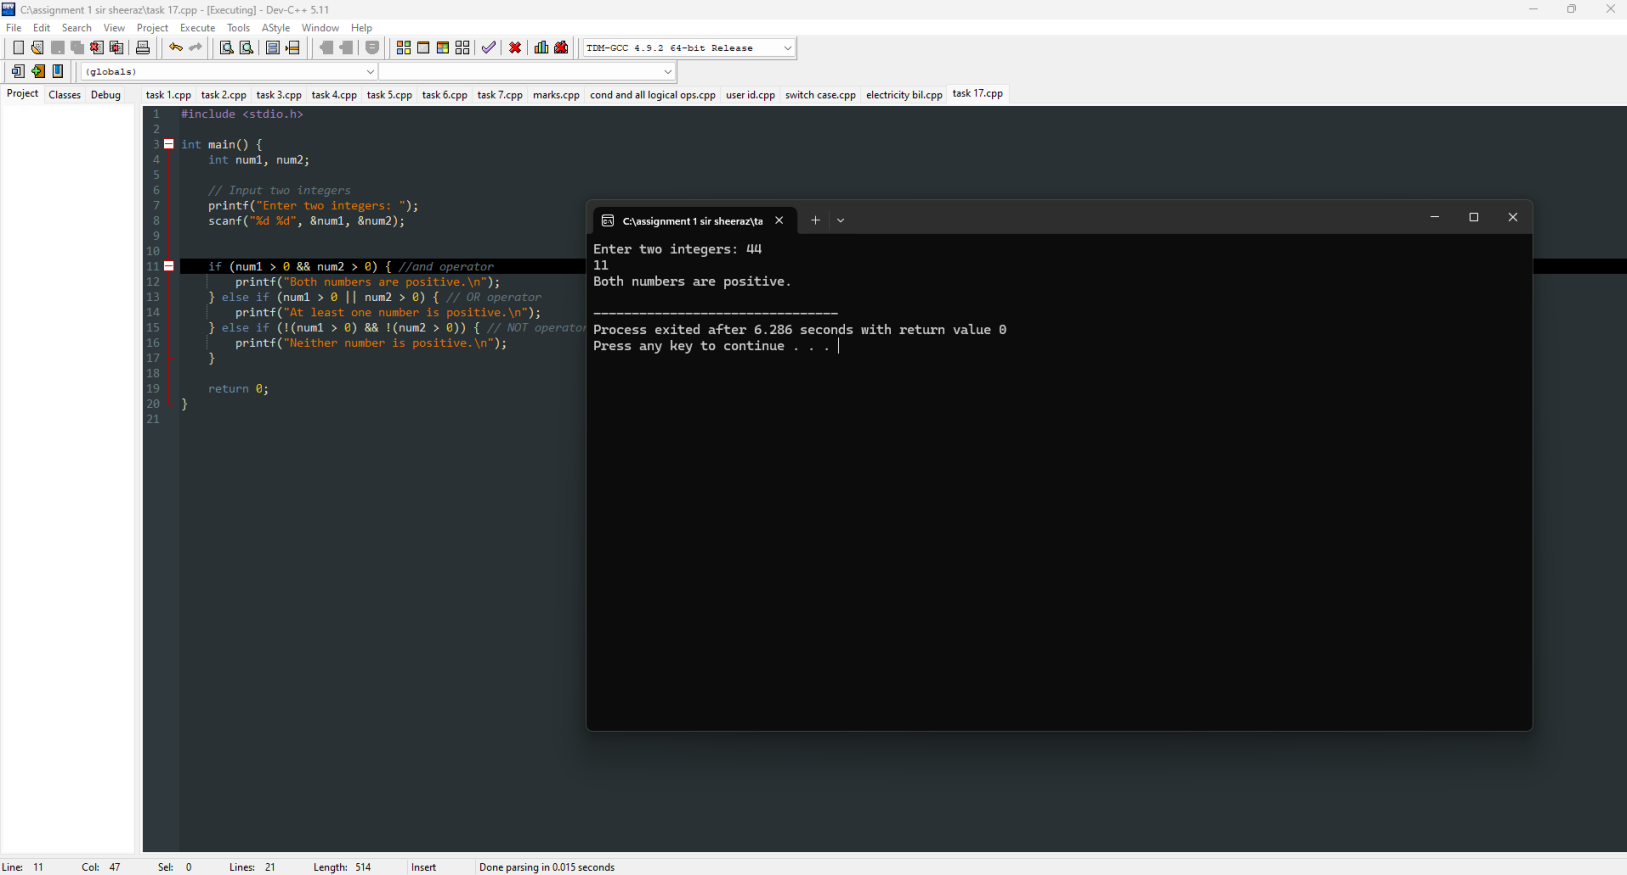 C:\assignment 1 sir sheeraz\task 17.cpp - [Executing] - Dev-C++ 5.11
File Edit Search View Project Execute Tools AStyle Window Help
TDM-GCC 4.9.2 64-bit Release
(globals)
Project Classes Debug
task 1.cpp task 2.cpp task 3.cpp task 4.cpp task 5.cpp task 6.cpp task 7.cpp marks.cpp cond and all logical ops.cpp user id.cpp switch case.cpp electricity bil.cpp task 17.cpp
1 #include <stdio.h>
2
3 int main() {
4 int num1, num2;
5
6 // Input two integers
7 printf("Enter two integers: ");
8 scanf("%d %d", &num1, &num2);
9
10
11 if (num1 > 0 && num2 > 0) { //and operator
12 printf("Both numbers are positive.\n");
13 } else if (num1 > 0 || num2 > 0) { // OR operator
14 printf("At least one number is positive.\n");
15 } else if (!(num1 > 0) && !(num2 > 0)) { // NOT operator
16 printf("Neither number is positive.\n");
17 }
18
19 return 0;
20 }
21
C:\assignment 1 sir sheeraz\ta
Enter two integers: 44
11
Both numbers are positive.
--------------------------------
Process exited after 6.286 seconds with return value 0
Press any key to continue . . .
Line: 11 Col: 47 Sel: 0 Lines: 21 Length: 514 Insert Done parsing in 0.015 seconds